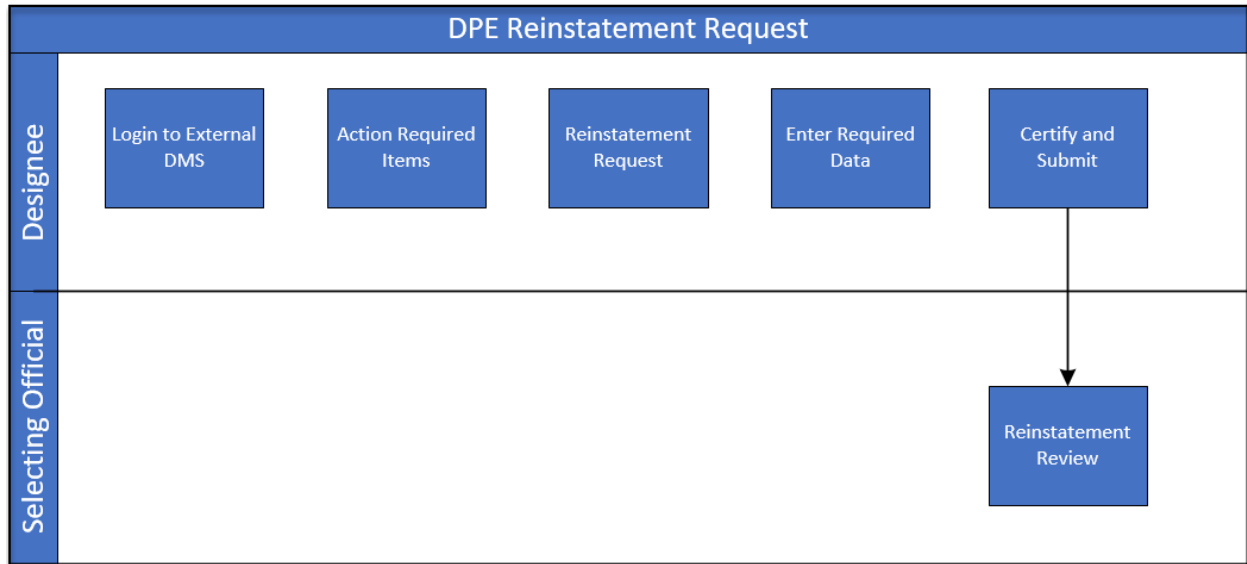 DPE Reinstatement Request
Designee
Login to External
DMS
Action Required
Items
Reinstatement
Request
Enter Required
Data
Certify and
Submit
Selecting Official
Reinstatement
Review